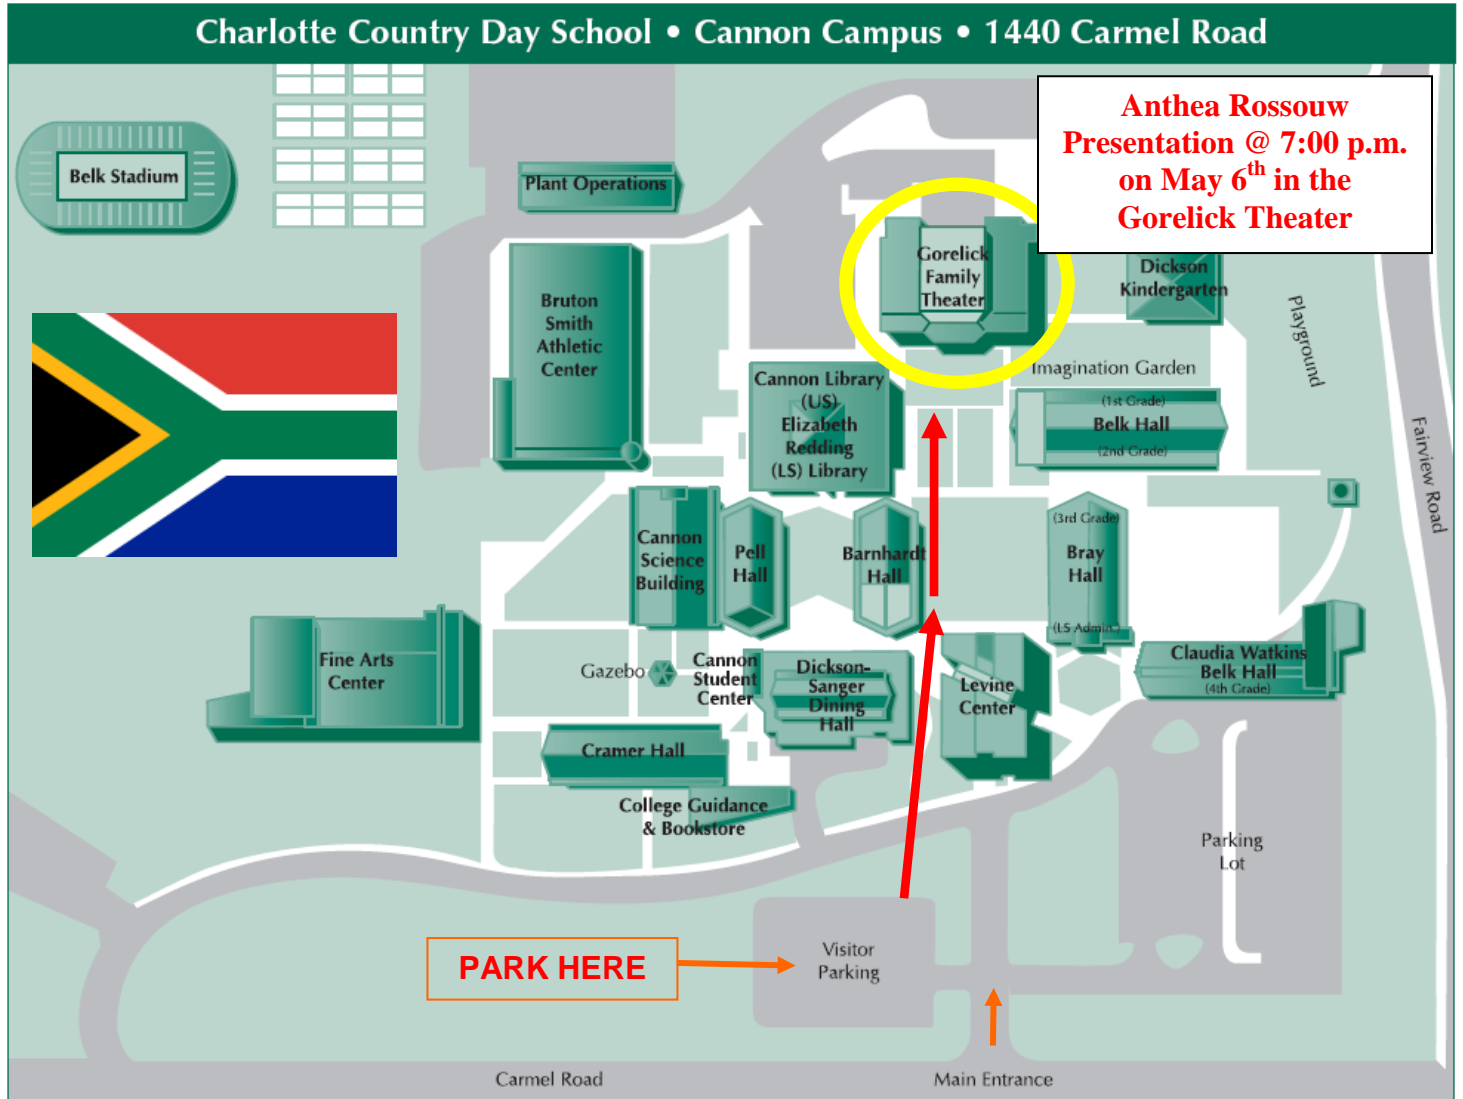 Charlotte Country Day School • Cannon Campus • 1440 Carmel Road
Anthea Rossouw
Presentation @ 7:00 p.m.
on May 6th in the
Gorelick Theater
Belk Stadium
Plant Operations
Gorelick
Family
Theater
Dickson
Kindergarten
Playground
Bruton
Smith
Athletic
Center
Imagination Garden
Cannon Library
(US)
Elizabeth
Redding
(LS) Library
(1st Grade)
Belk Hall
(2nd Grade)
Fairview Road
Cannon
Science
Building
Pell
Hall
Barnhardt
Hall
(3rd Grade)
Bray
Hall
(LS Admin.)
Fine Arts
Center
Gazebo
Cannon
Student
Center
Dickson-
Sanger
Dining
Hall
Levine
Center
Claudia Watkins
Belk Hall
(4th Grade)
Cramer Hall
College Guidance
& Bookstore
Parking
Lot
PARK HERE
Visitor
Parking
Carmel Road
Main Entrance